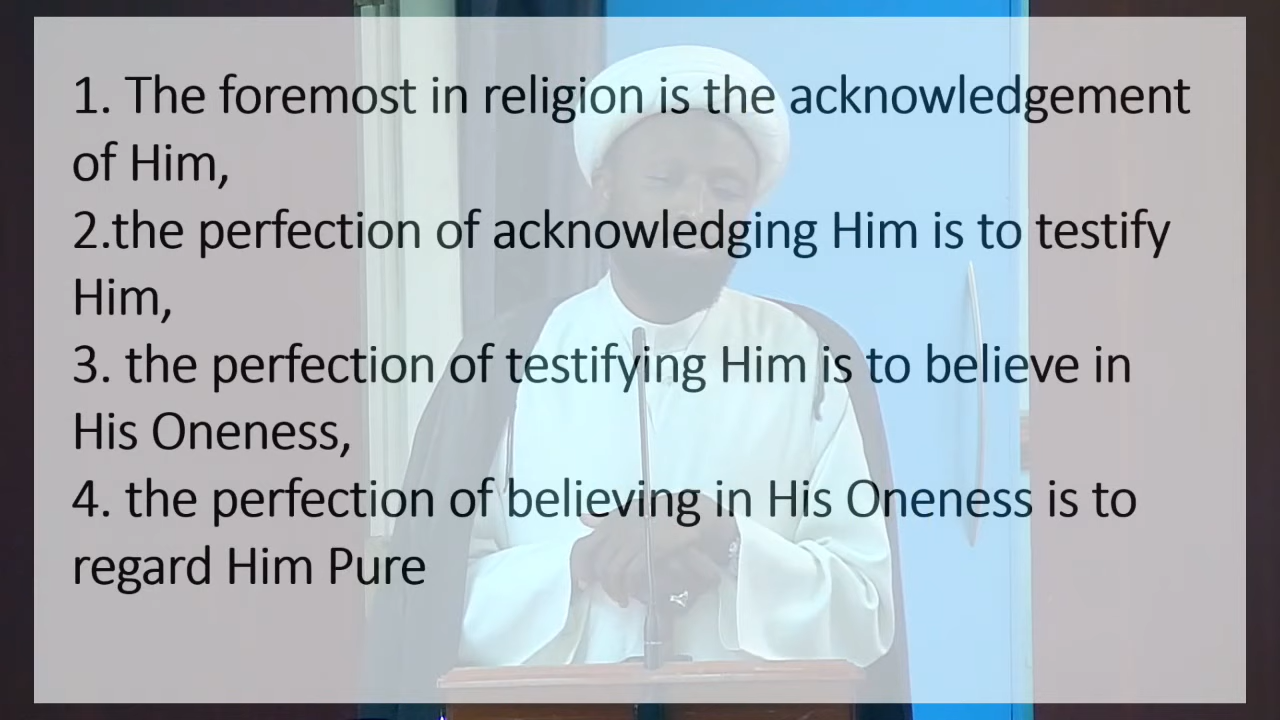 1. The foremost in religion is the acknowledgement
of Him,
2.the perfection of acknowledging Him is to testify
Him,
3. the perfection of testifying Him is to believe in
His Oneness,
4. the perfection of believing in His Oneness is to
regard Him Pure